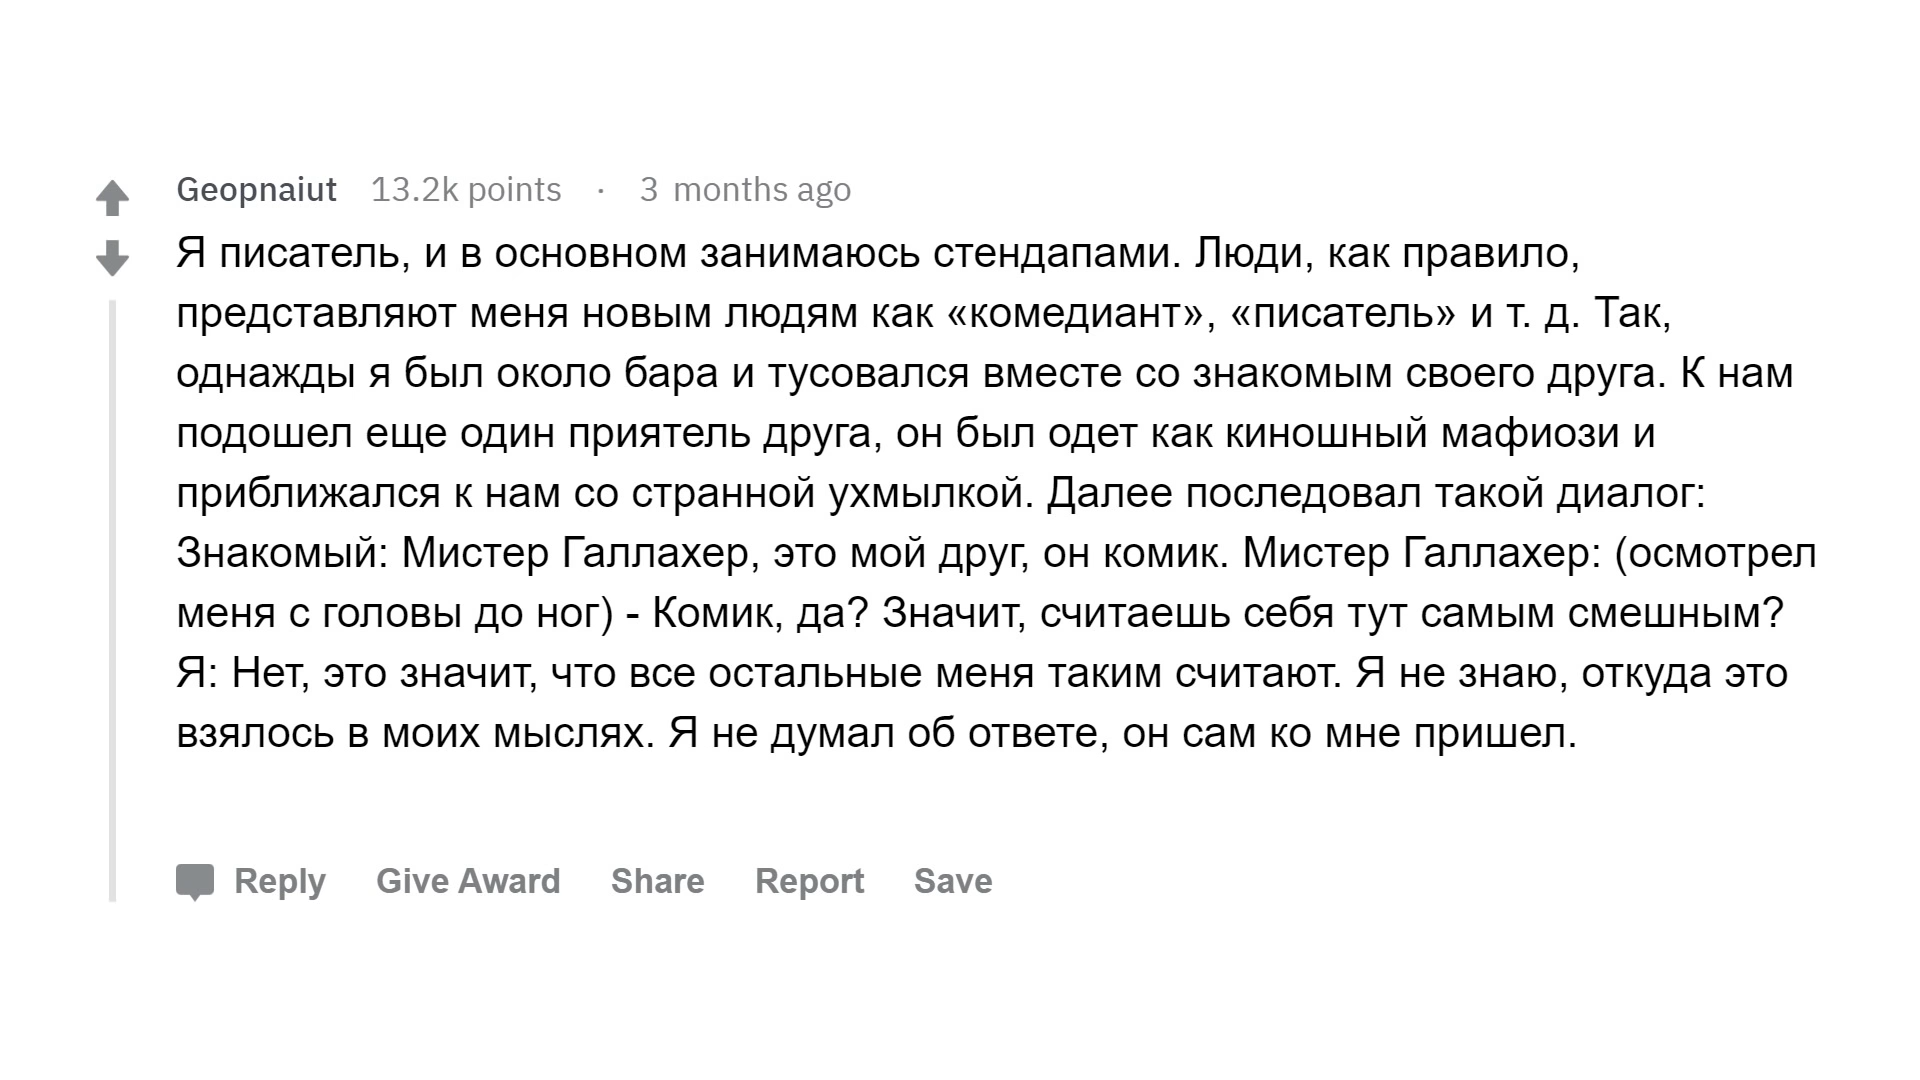 Geopnaiut 13.2k points · 3 months ago
Я писатель, и в основном занимаюсь стендапами. Люди, как правило,
представляют меня новым людям как «комедиант», «писатель» и т. д. Так,
однажды я был около бара и тусовался вместе со знакомым своего друга. К нам
подошел еще один приятель друга, он был одет как киношный мафиози и
приближался к нам со странной ухмылкой. Далее последовал такой диалог:
Знакомый: Мистер Галлахер, это мой друг, он комик. Мистер Галлахер: (осмотрел
меня с головы до ног) - Комик, да? Значит, считаешь себя тут самым смешным?
Я: Нет, это значит, что все остальные меня таким считают. Я не знаю, откуда это
взялось в моих мыслях. Я не думал об ответе, он сам ко мне пришел.
Reply Give Award Share Report Save